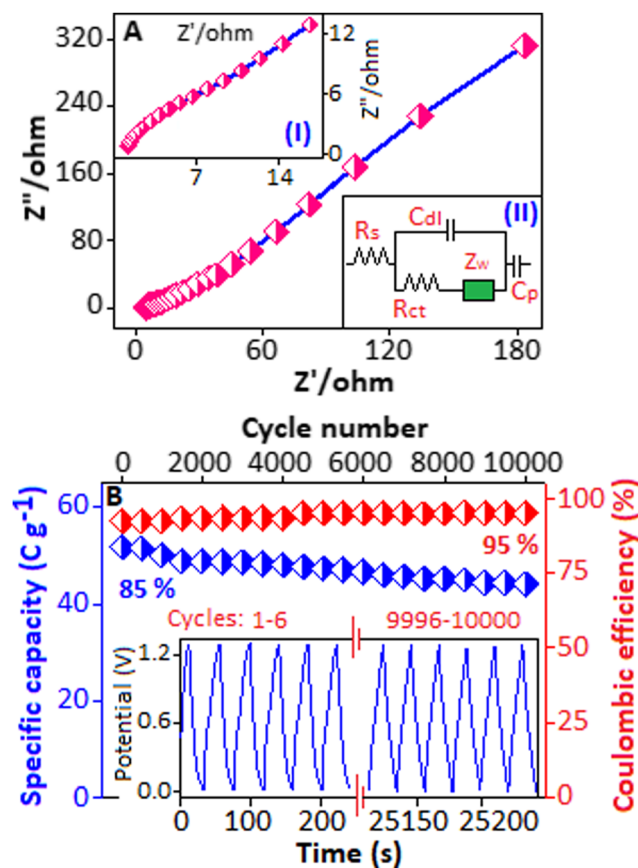 A
Z'/ohm
12
6
0
Z"/ohm
(I)
7
14
320
240
160
80
0
Z"/ohm
(II)
Cdl
Rs
Zw
Rct
Cp
0
60
120
180
Z'/ohm
Cycle number
0
2000
4000
6000
8000
10000
B
60
40
20
0
Specific capacity (C g-1)
100
75
50
25
0
Coulombic efficiency (%)
95 %
85 %
Cycles: 1-6
9996-10000
1.2
0.6
0.0
Potential (V)
0
100
200
25150
25200
Time (s)